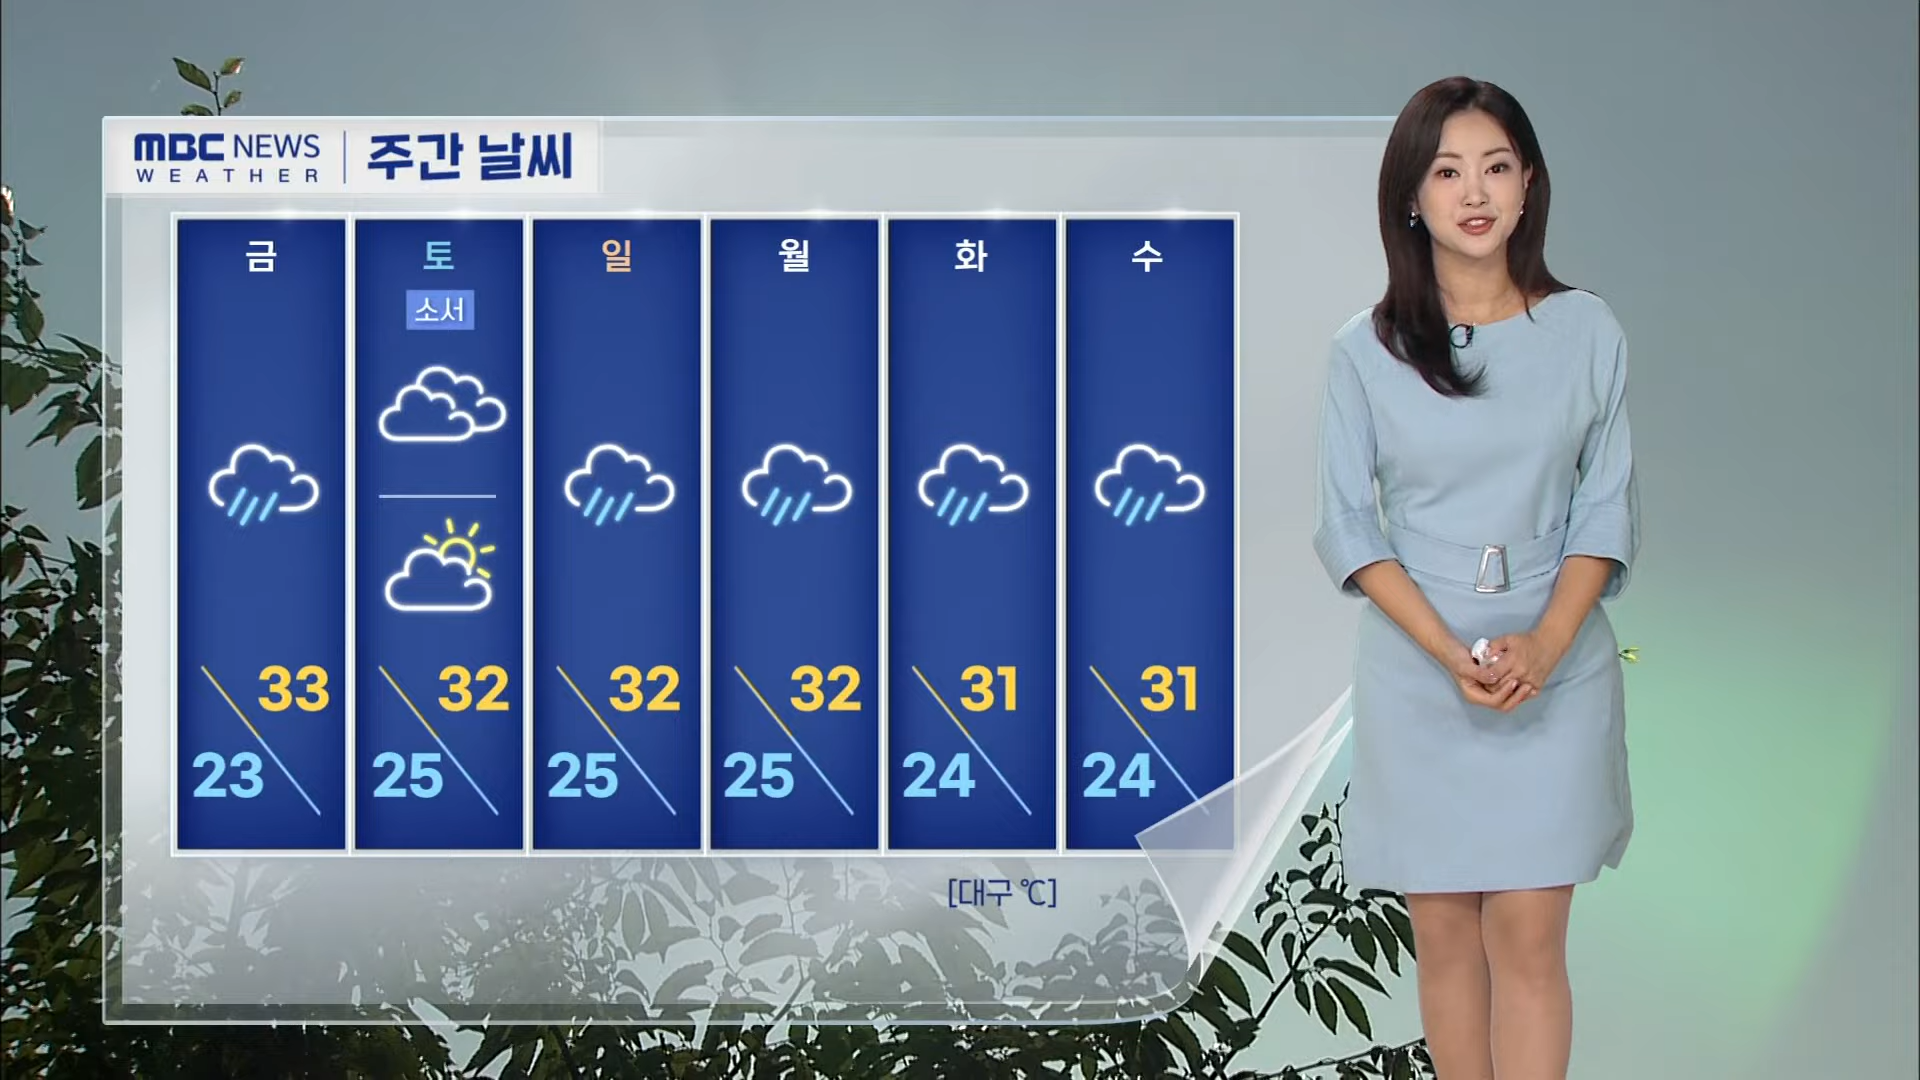 MBC NEWS
WEATHER
주간 날씨
금 토 일 월 화 수
소서
33 32 32 32 31 31
23 25 25 25 24 24
[대구 ℃]